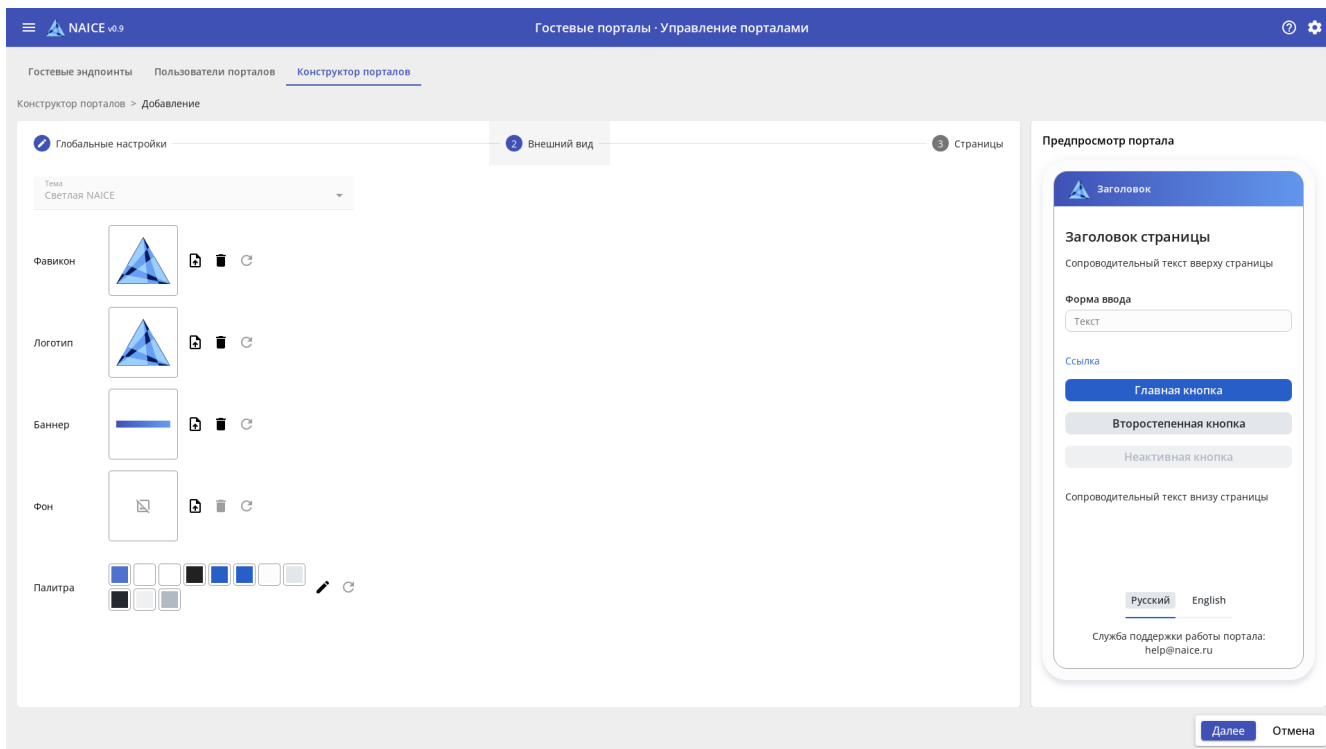 NAICE v0.9
Гостевые порталы · Управление порталами
Гостевые эндпоинты Пользователи порталов Конструктор порталов
Конструктор порталов > Добавление
Глобальные настройки
2 Внешний вид
3 Страницы
Тема
Светлая NAICE
Фавикон
Логотип
Баннер
Фон
Палитра
Предпросмотр портала
Заголовок
Заголовок страницы
Сопроводительный текст вверху страницы
Форма ввода
Текст
Ссылка
Главная кнопка
Второстепенная кнопка
Неактивная кнопка
Сопроводительный текст внизу страницы
Русский English
Служба поддержки работы портала:
help@naice.ru
Далее Отмена